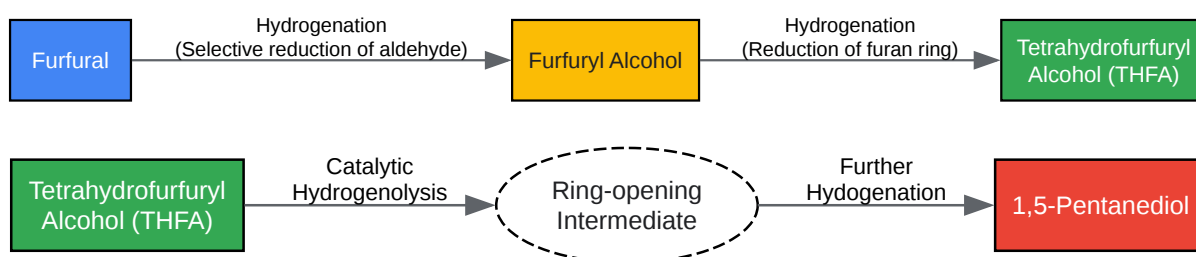 Hydrogenation
(Selective reduction of aldehyde)
Hydrogenation
(Reduction of furan ring)
Furfural
Furfuryl Alcohol
Tetrahydrofurfuryl
Alcohol (THFA)
Catalytic
Hydrogenolysis
Further
Hydogenation
Tetrahydrofurfuryl
Alcohol (THFA)
Ring-opening
Intermediate
1,5-Pentanediol